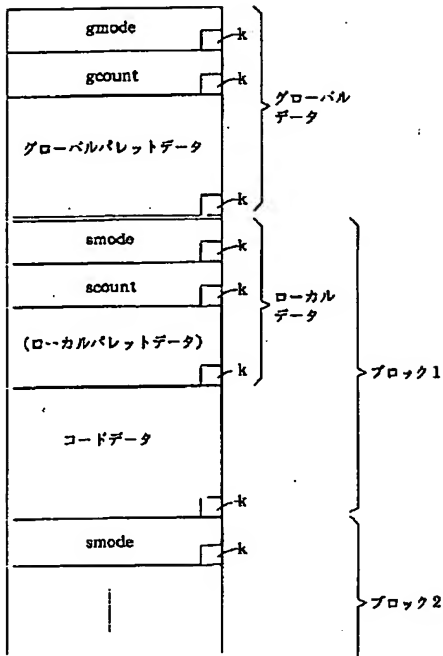 gmode
k
gcount
k
グローバルパレットデータ
k
グローバル
データ
smode
k
scount
k
(ローカルパレットデータ)
k
ローカル
データ
コードデータ
k
ブロック1
smode
k
ブロック2